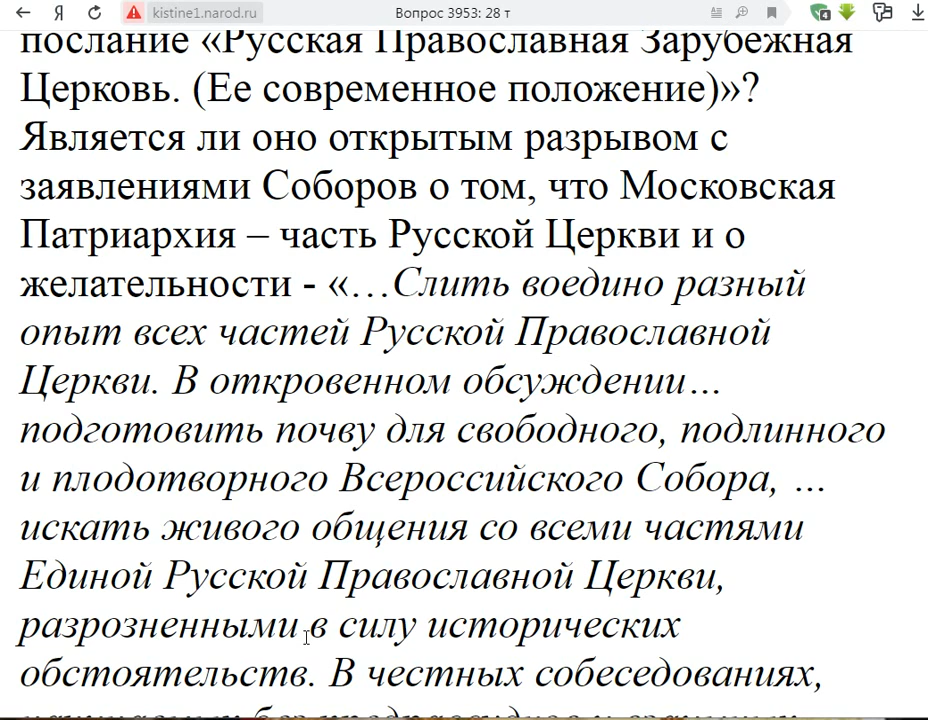 Я
kistine1.narod.ru
Вопрос 3953: 28 т
4
послание «Русская Православная Зарубежная
Церковь. (Ее современное положение)»?
Является ли оно открытым разрывом с
заявлениями Соборов о том, что Московская
Патриархия – часть Русской Церкви и о
желательности - «…Слить воедино разный
опыт всех частей Русской Православной
Церкви. В откровенном обсуждении…
подготовить почву для свободного, подлинного
и плодотворного Всероссийского Собора, …
искать живого общения со всеми частями
Единой Русской Православной Церкви,
разрозненными в силу исторических
обстоятельств. В честных собеседованиях,